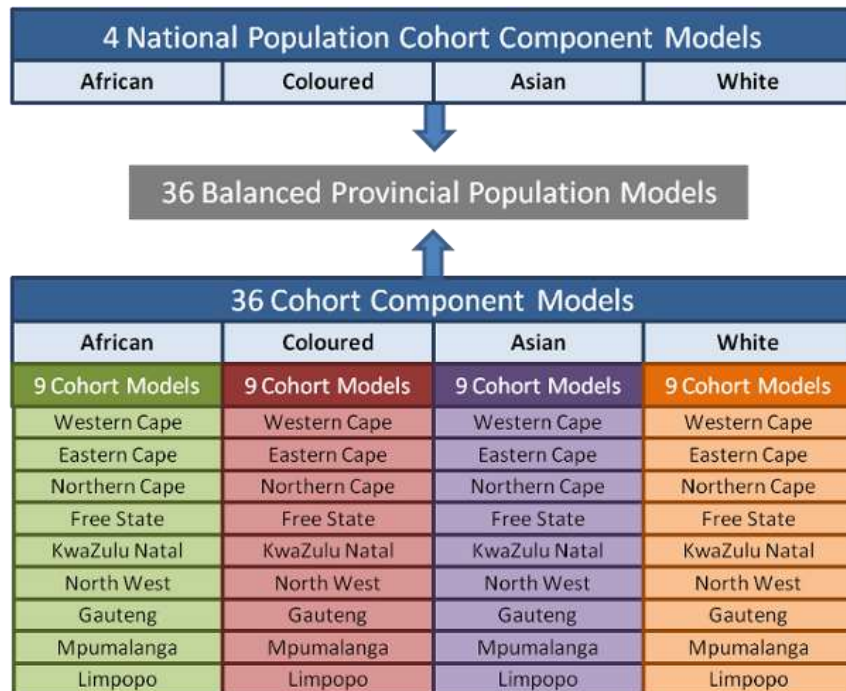 4 National Population Cohort Component Models
African Coloured Asian White
36 Balanced Provincial Population Models
36 Cohort Component Models
African Coloured Asian White
9 Cohort Models 9 Cohort Models 9 Cohort Models 9 Cohort Models
Western Cape Western Cape Western Cape Western Cape
Eastern Cape Eastern Cape Eastern Cape Eastern Cape
Northern Cape Northern Cape Northern Cape Northern Cape
Free State Free State Free State Free State
KwaZulu Natal KwaZulu Natal KwaZulu Natal KwaZulu Natal
North West North West North West North West
Gauteng Gauteng Gauteng Gauteng
Mpumalanga Mpumalanga Mpumalanga Mpumalanga
Limpopo Limpopo Limpopo Limpopo